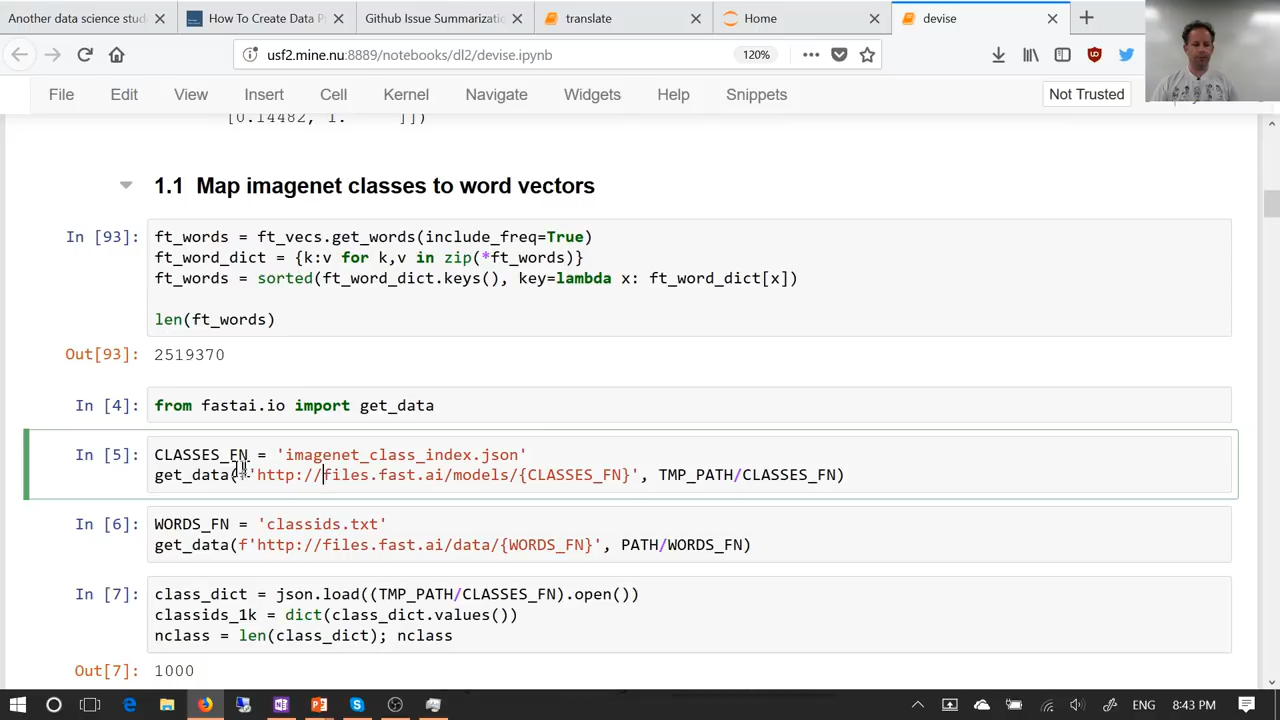 Another data science stud
How To Create Data P
Github Issue Summarizatio
translate
Home
devise
usf2.mine.nu:8889/notebooks/dl2/devise.ipynb
120%
File Edit View Insert Cell Kernel Navigate Widgets Help Snippets
Not Trusted
[0.14482, 1. ]])
1.1 Map imagenet classes to word vectors
In [93]:
ft_words = ft_vecs.get_words(include_freq=True)
ft_word_dict = {k:v for k,v in zip(*ft_words)}
ft_words = sorted(ft_word_dict.keys(), key=lambda x: ft_word_dict[x])
len(ft_words)
Out[93]: 2519370
In [4]: from fastai.io import get_data
In [5]: CLASSES_FN = 'imagenet_class_index.json'
get_data(f'http://files.fast.ai/models/{CLASSES_FN}', TMP_PATH/CLASSES_FN)
In [6]: WORDS_FN = 'classids.txt'
get_data(f'http://files.fast.ai/data/{WORDS_FN}', PATH/WORDS_FN)
In [7]: class_dict = json.load((TMP_PATH/CLASSES_FN).open())
classids_1k = dict(class_dict.values())
nclass = len(class_dict); nclass
Out[7]: 1000
ENG 8:43 PM